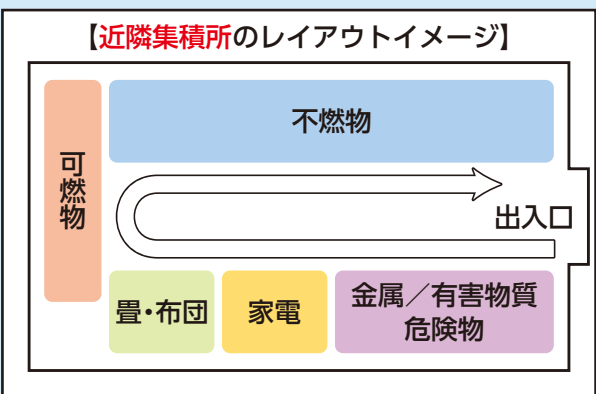 【近隣集積所のレイアウトイメージ】
不燃物
可燃物
出入口
畳・布団
家電
金属／有害物質
危険物